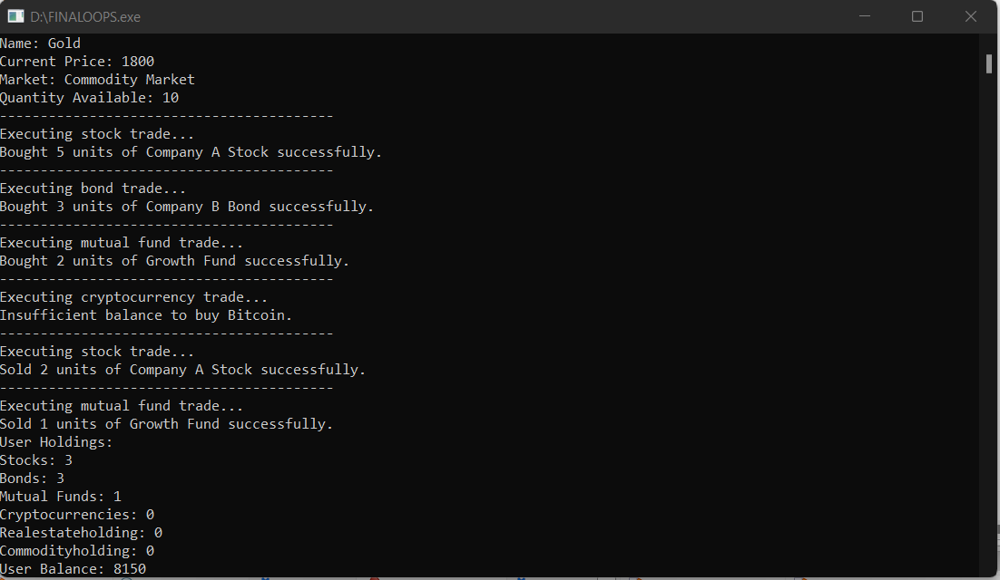 D:\FINALOOPS.exe
Name: Gold
Current Price: 1800
Market: Commodity Market
Quantity Available: 10
-----------------------------------------
Executing stock trade...
Bought 5 units of Company A Stock successfully.
-----------------------------------------
Executing bond trade...
Bought 3 units of Company B Bond successfully.
-----------------------------------------
Executing mutual fund trade...
Bought 2 units of Growth Fund successfully.
-----------------------------------------
Executing cryptocurrency trade...
Insufficient balance to buy Bitcoin.
-----------------------------------------
Executing stock trade...
Sold 2 units of Company A Stock successfully.
-----------------------------------------
Executing mutual fund trade...
Sold 1 units of Growth Fund successfully.
User Holdings:
Stocks: 3
Bonds: 3
Mutual Funds: 1
Cryptocurrencies: 0
Realestateholding: 0
Commodityholding: 0
User Balance: 8150